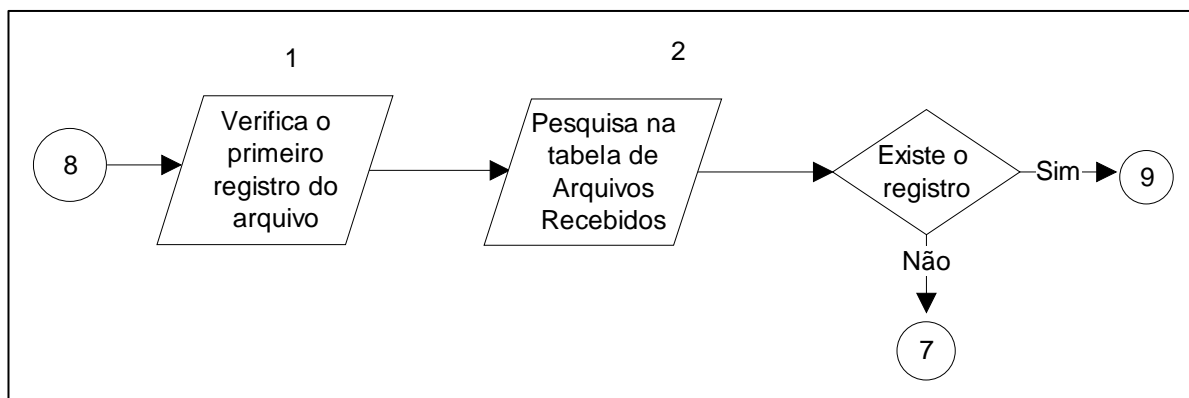 1
2
8
Verifica o
primeiro
registro do
arquivo
Pesquisa na
tabela de
Arquivos
Recebidos
Existe o
registro
Sim
9
Não
7